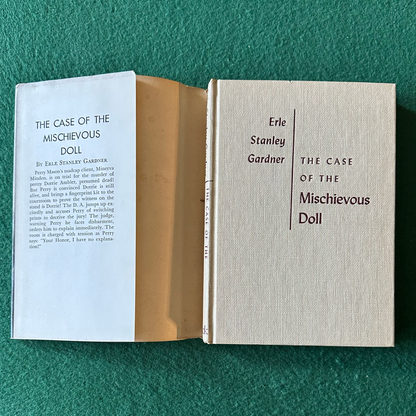 THE CASE OF THE
MISCHIEVOUS
DOLL
BY ERLE STANLEY GARDNER
Perry Mason's madcap client, Minerva
Minden, is on trial for the murder of
pretty Dorrie Ambler, presumed dead!
But Perry is convinced Dorrie is still
alive, and brings a fingerprint kit to the
courtroom to prove the witness on the
stand is Dorrie! The D. A. jumps up ex-
citedly and accuses Perry of switching
prints to deceive the jury! The judge,
warning Perry he faces disbarment,
orders him to explain immediately. The
room is charged with tension as Perry
says "Your Honor, I have no explana-
tion!"
THE CASE OF THE
Erle
Stanley
Gardner
THE CASE
OF THE
Mischievous
Doll